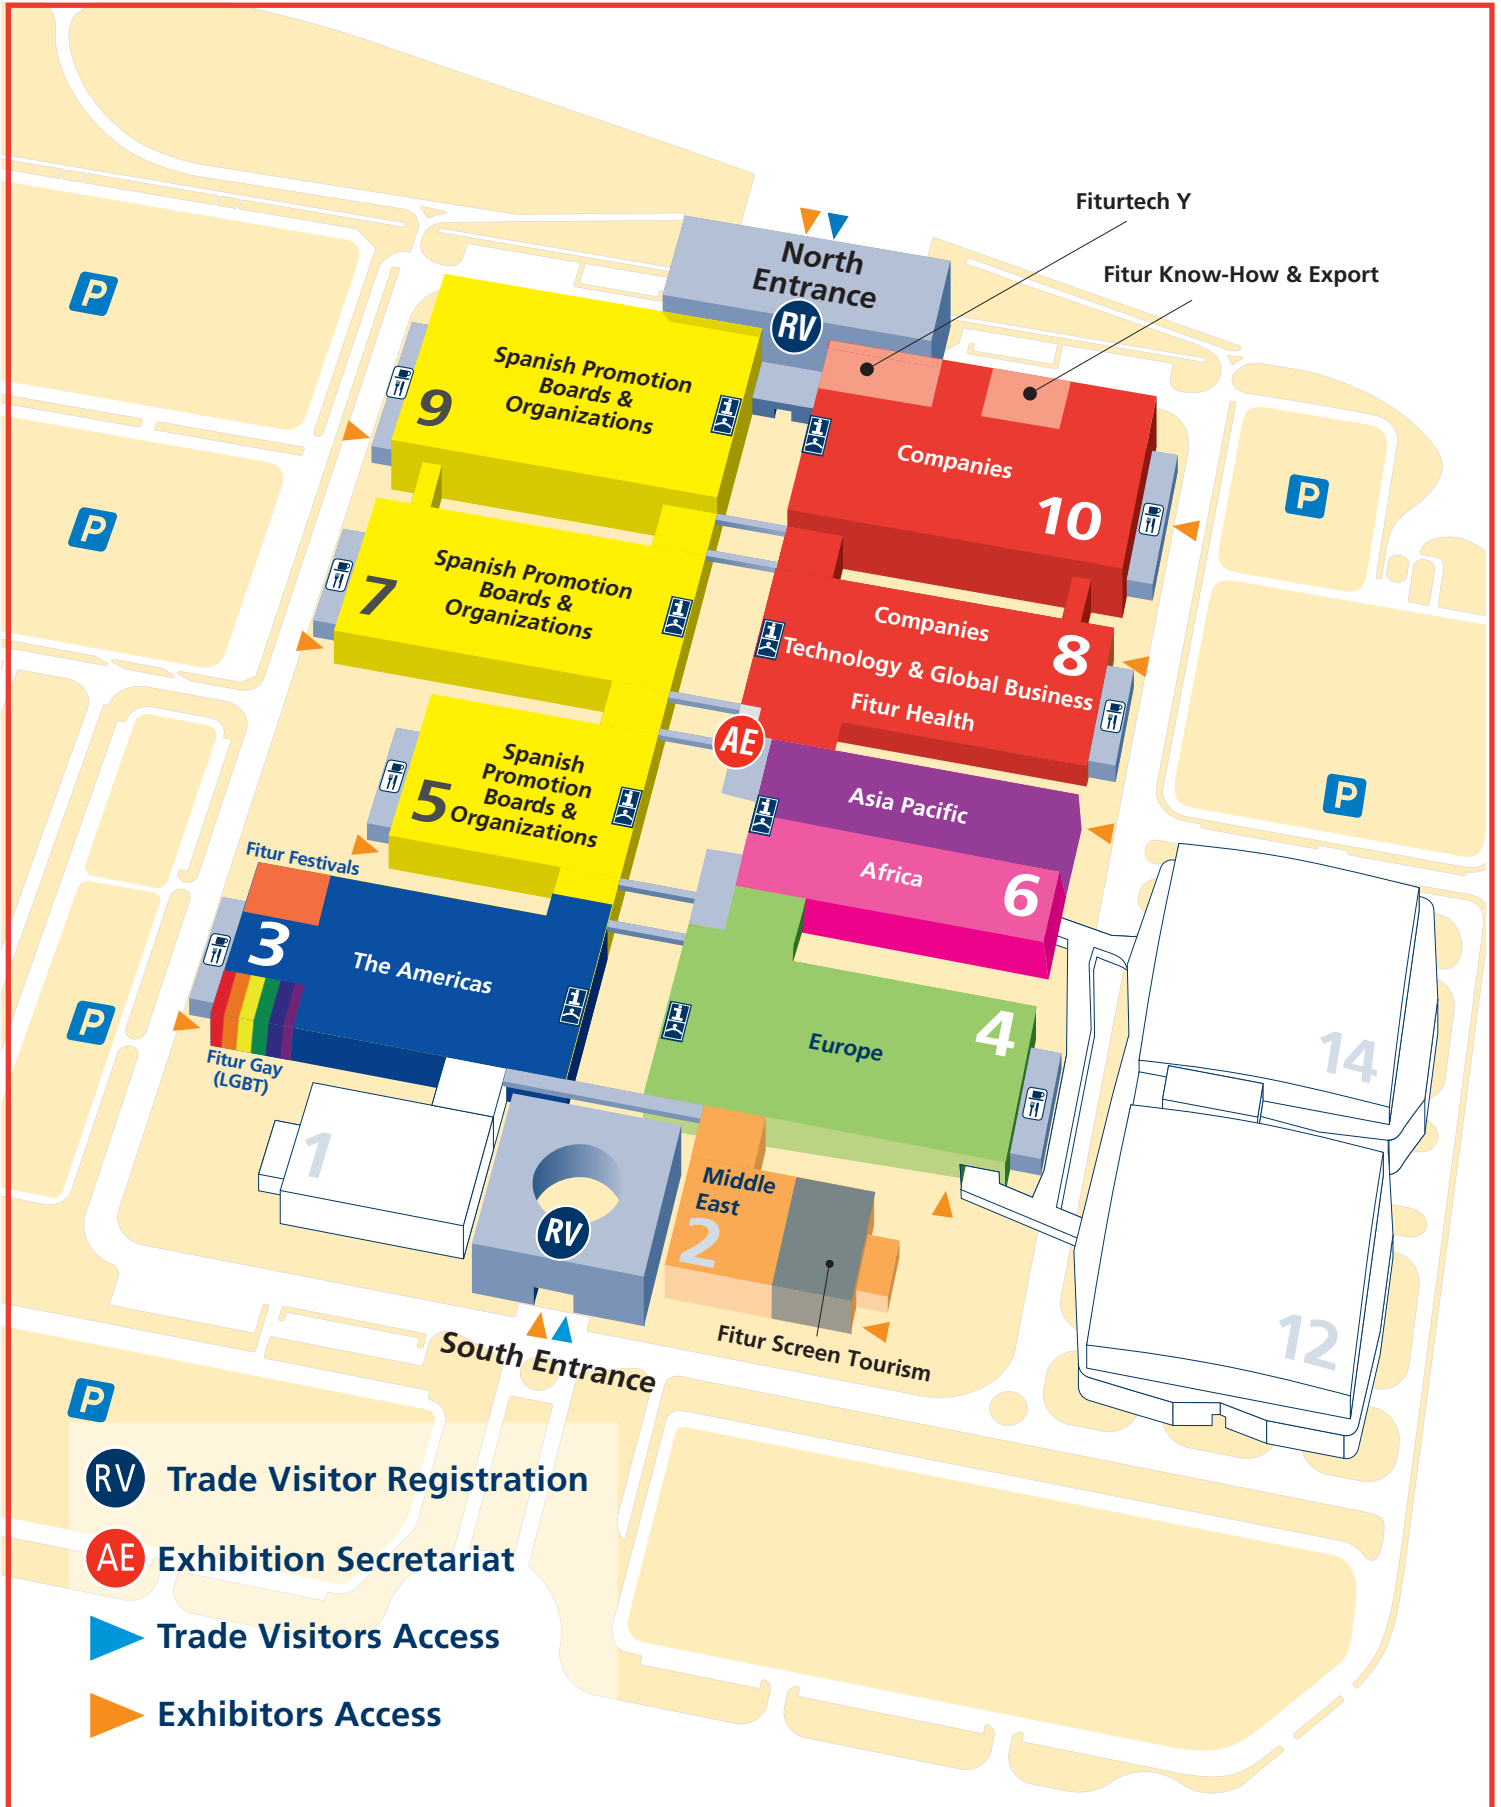 Fiturtech Y
Fitur Know-How & Export
North
Entrance
RV
P
Spanish Promotion
Boards &
Organizations
9
i
i
Companies
10
P
P
Spanish Promotion
Boards &
Organizations
7
i
i
Companies
8
Technology & Global Business
Fitur Health
AE
Spanish
Promotion
Boards &
Organizations
5
i
i
Asia Pacific
Africa
6
P
Fitur Festivals
3
The Americas
i
i
Europe
4
P
Fitur Gay
(LGBT)
14
1
RV
Middle
East
2
12
Fitur Screen Tourism
South Entrance
P
RV Trade Visitor Registration
AE Exhibition Secretariat
Trade Visitors Access
Exhibitors Access